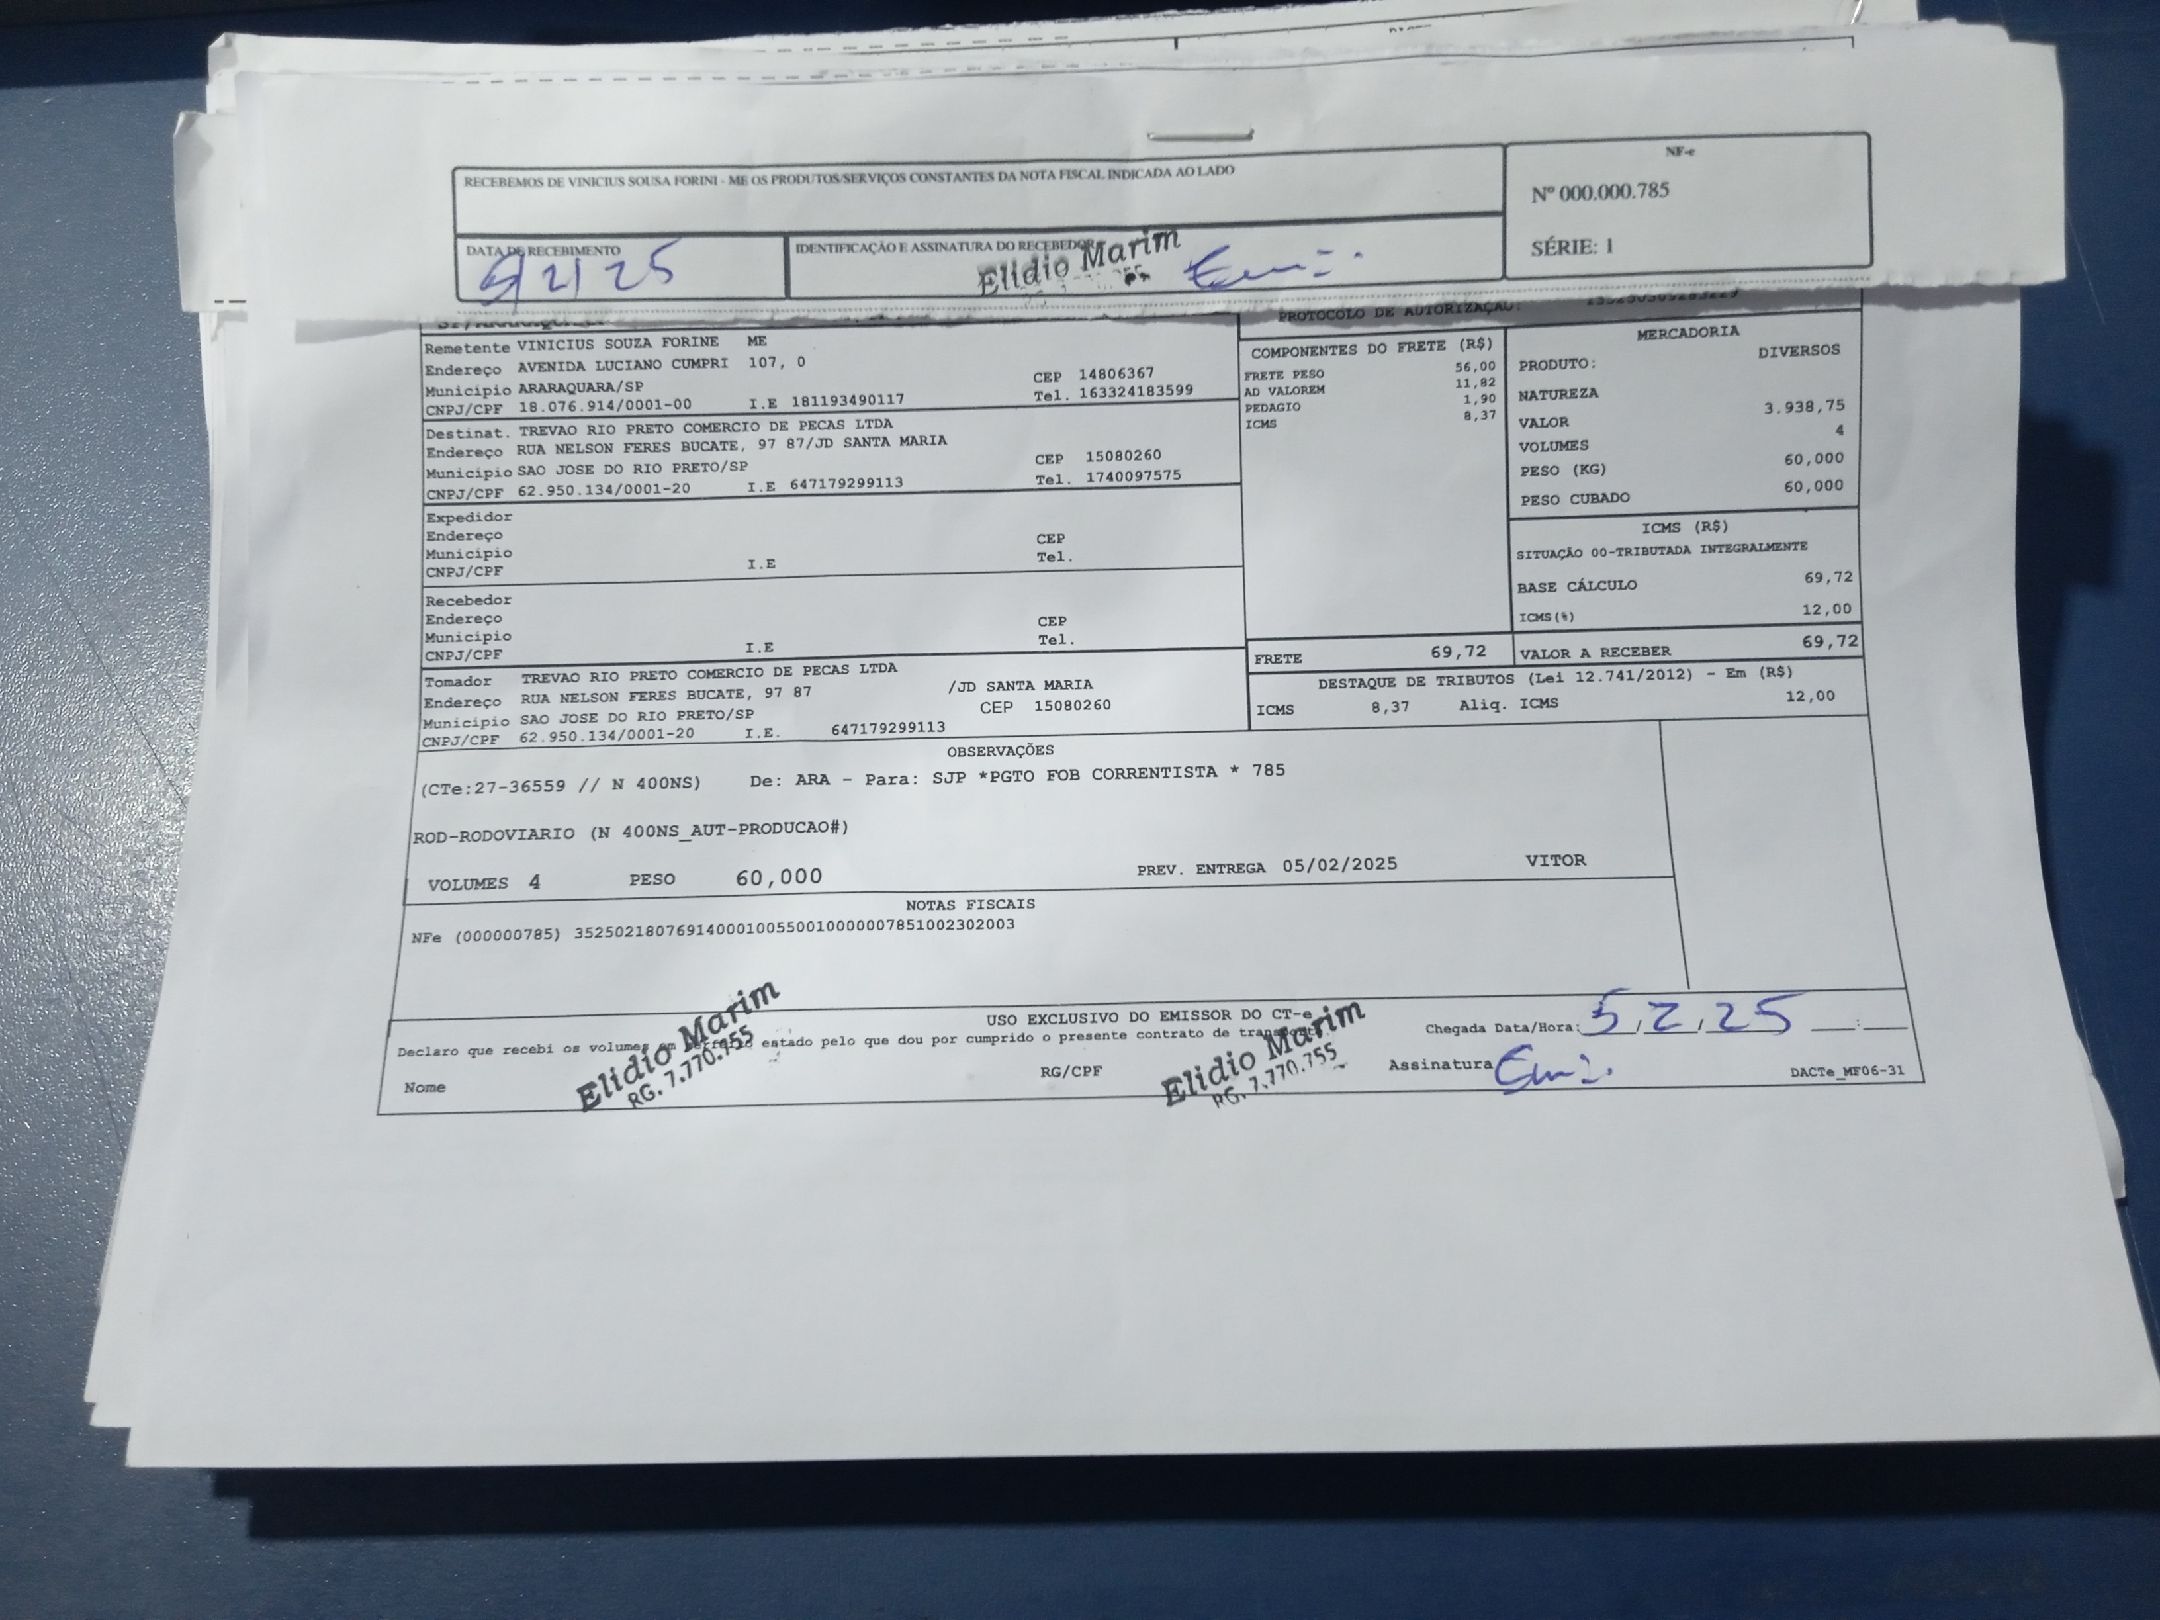 RECEBEMOS DE VINICIUS SOUSA FORINI - ME OS PRODUTOS/SERVIÇOS CONSTANTES DA NOTA FISCAL INDICADA AO LADO
NF-e
Nº 000.000.785
SÉRIE: 1
DATA DE RECEBIMENTO
5/2/25
IDENTIFICAÇÃO E ASSINATURA DO RECEBEDOR
Elidio Marim
PROTOCOLO DE AUTORIZAÇAO:
Remetente VINICIUS SOUZA FORINE ME
Endereço AVENIDA LUCIANO CUMPRI 107, 0
CEP 14806367
Municipio ARARAQUARA/SP
Tel. 163324183599
CNPJ/CPF 18.076.914/0001-00 I.E 181193490117
Destinat. TREVAO RIO PRETO COMERCIO DE PECAS LTDA
Endereço RUA NELSON FERES BUCATE, 97 87/JD SANTA MARIA
CEP 15080260
Municipio SAO JOSE DO RIO PRETO/SP
Tel. 1740097575
CNPJ/CPF 62.950.134/0001-20 I.E 647179299113
Expedidor
Endereço
CEP
Municipio
Tel.
CNPJ/CPF I.E
Recebedor
Endereço
CEP
Municipio
Tel.
CNPJ/CPF I.E
Tomador TREVAO RIO PRETO COMERCIO DE PECAS LTDA
Endereço RUA NELSON FERES BUCATE, 97 87 /JD SANTA MARIA
Municipio SAO JOSE DO RIO PRETO/SP CEP 15080260
CNPJ/CPF 62.950.134/0001-20 I.E. 647179299113
COMPONENTES DO FRETE (R$)
FRETE PESO 56,00
AD VALOREM 11,82
PEDAGIO 1,90
ICMS 8,37
FRETE 69,72
MERCADORIA
PRODUTO: DIVERSOS
NATUREZA
VALOR 3.938,75
VOLUMES 4
PESO (KG) 60,000
PESO CUBADO 60,000
ICMS (R$)
SITUAÇÃO 00-TRIBUTADA INTEGRALMENTE
BASE CÁLCULO 69,72
ICMS(%) 12,00
VALOR A RECEBER 69,72
DESTAQUE DE TRIBUTOS (Lei 12.741/2012) - Em (R$)
ICMS 8,37 Aliq. ICMS 12,00
OBSERVAÇÕES
(CTe:27-36559 // N 400NS) De: ARA - Para: SJP *PGTO FOB CORRENTISTA * 785
ROD-RODOVIARIO (N 400NS_AUT-PRODUCAO#)
VOLUMES 4 PESO 60,000 PREV. ENTREGA 05/02/2025 VITOR
NOTAS FISCAIS
NFe (000000785) 35250218076914000100550010000007851002302003
USO EXCLUSIVO DO EMISSOR DO CT-e
Declaro que recebi os volumes em perfeito estado pelo que dou por cumprido o presente contrato de transporte
Chegada Data/Hora: 5/2/25 __:__
Nome
Elidio Marim
RG. 7.770.755
RG/CPF
Elidio Marim
RG. 7.770.755
Assinatura
DACTe_MF06-31